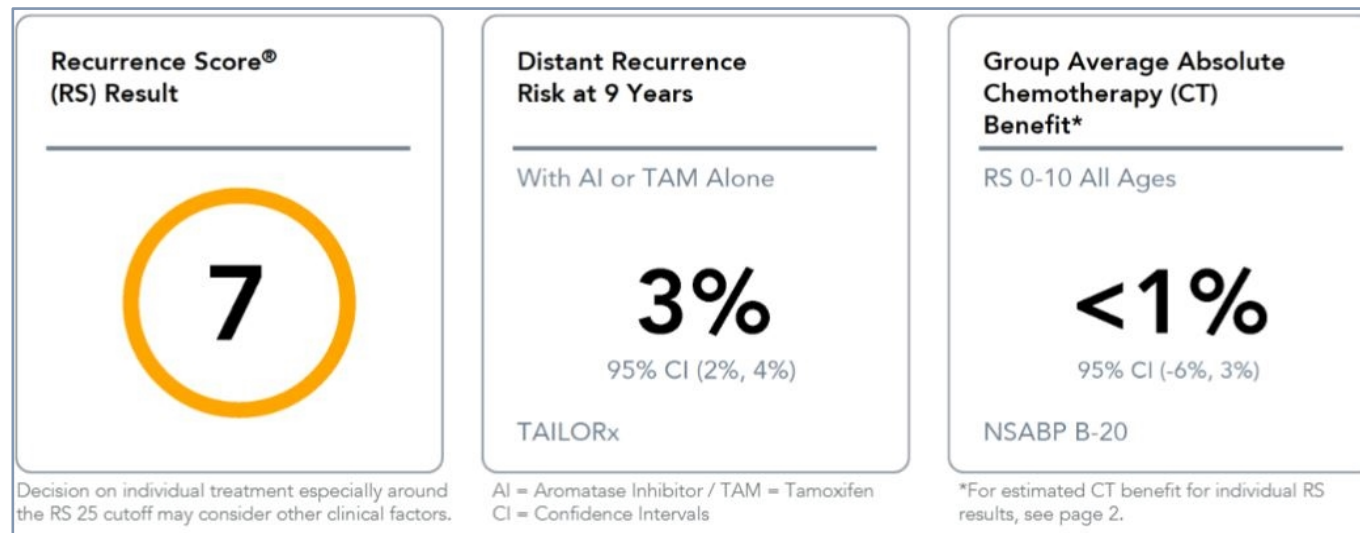 Recurrence Score®
(RS) Result
7
Decision on individual treatment especially around
the RS 25 cutoff may consider other clinical factors.
Distant Recurrence
Risk at 9 Years
With AI or TAM Alone
3%
95% CI (2%, 4%)
TAILORx
AI = Aromatase Inhibitor / TAM = Tamoxifen
CI = Confidence Intervals
Group Average Absolute
Chemotherapy (CT)
Benefit*
RS 0-10 All Ages
<1%
95% CI (-6%, 3%)
NSABP B-20
*For estimated CT benefit for individual RS
results, see page 2.